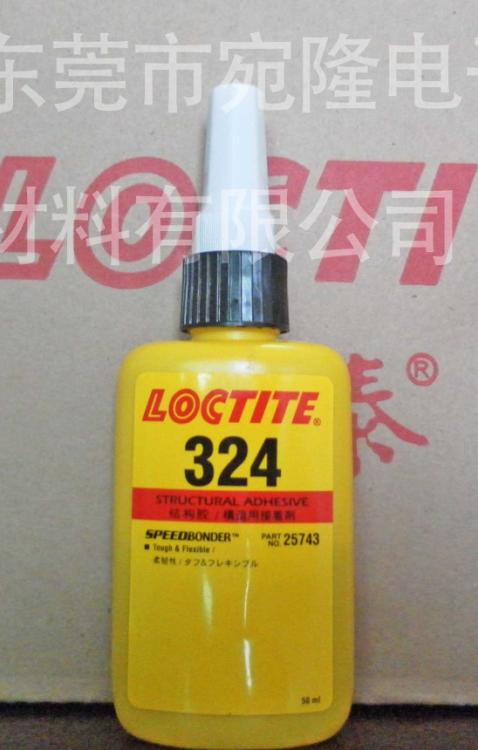 东莞市宛隆电子
LOCTI
材料有限公司
泰®
LOCTITE®
324
STRUCTURAL ADHESIVE
结构胶 / 構造用接着剤
SPEEDBONDER™ PART NO. 25743
■ Tough & Flexible /
柔韧性 / タフ&フレキシブル
50 ml